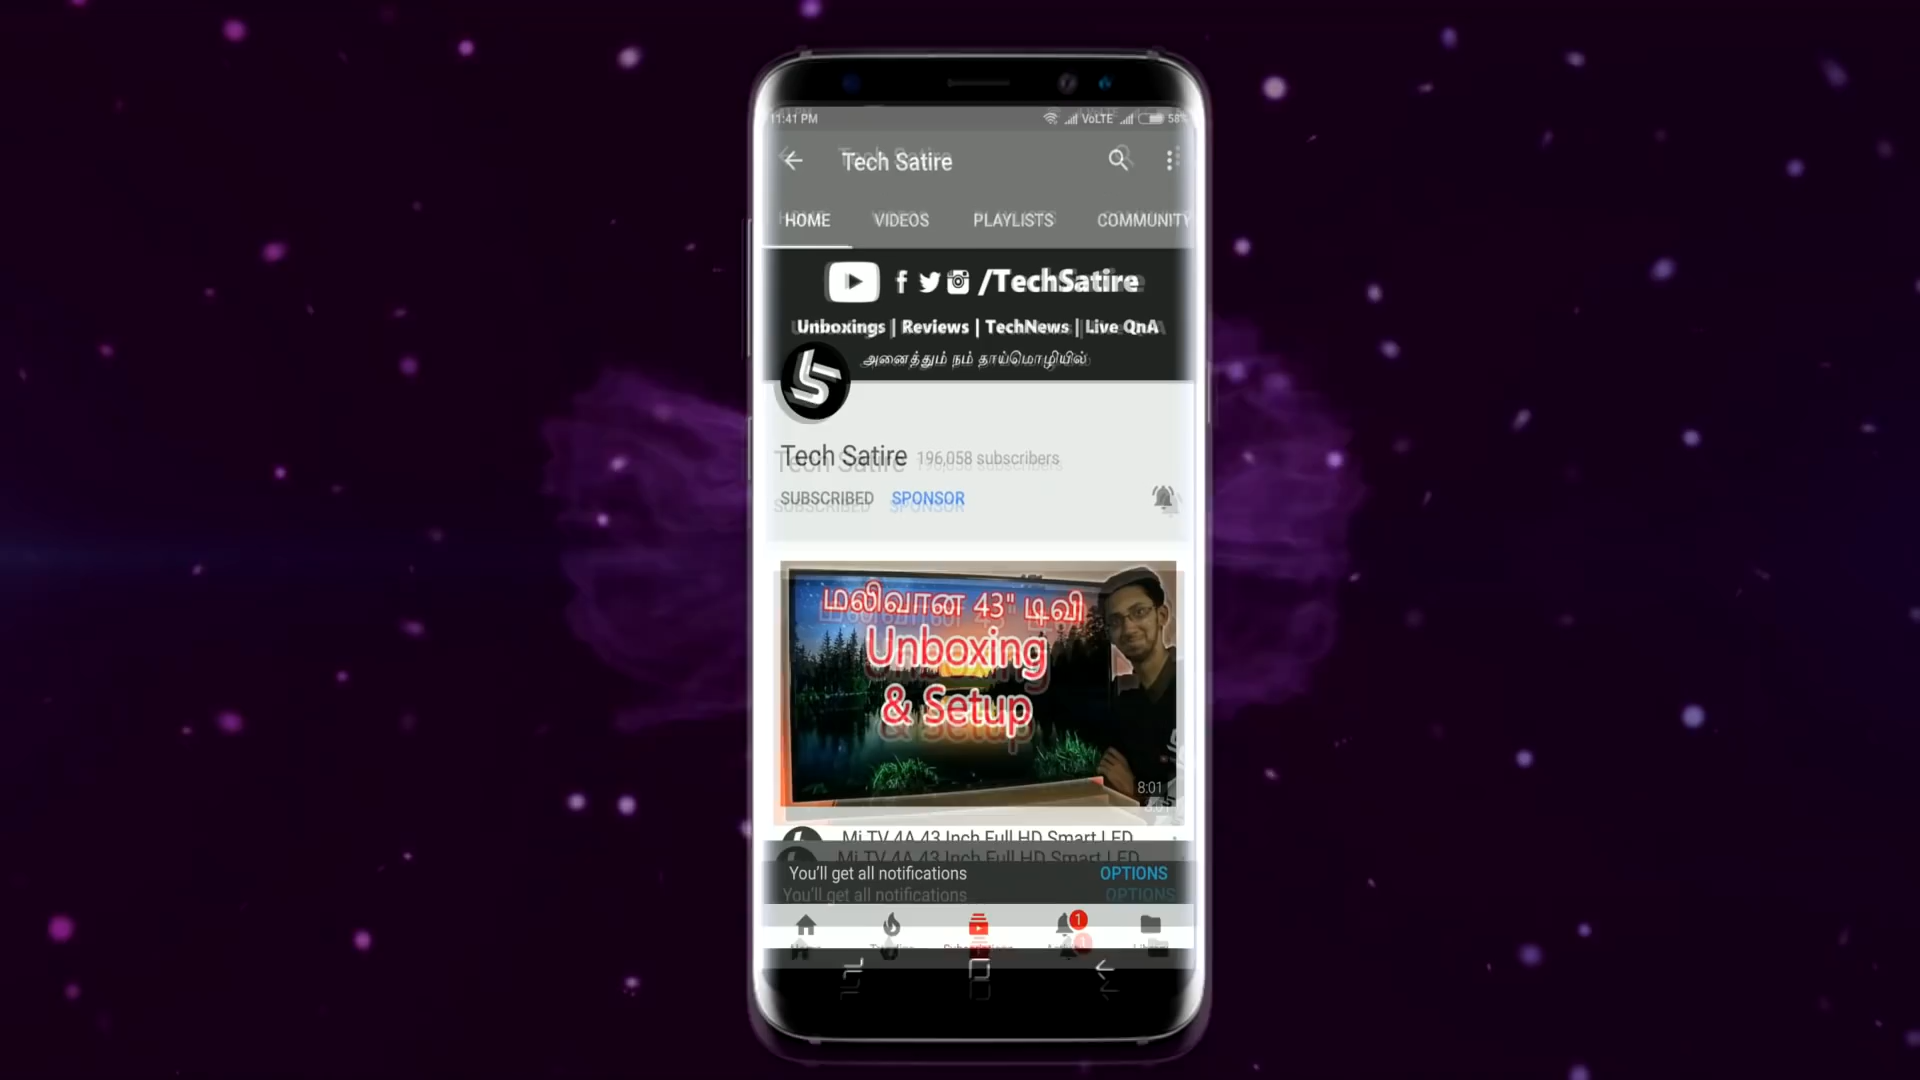 11:41 PM VoLTE 58%
Tech Satire
HOME VIDEOS PLAYLISTS COMMUNITY
/TechSatire
Unboxings | Reviews | TechNews | Live QnA
அனைத்தும் நம் தாய்மொழியில்
Tech Satire 196,058 subscribers
SUBSCRIBED SPONSOR
மலிவான 43" டிவி
Unboxing
& Setup
8:01
Mi TV 4A 43 Inch Full HD Smart LED
You'll get all notifications OPTIONS
1